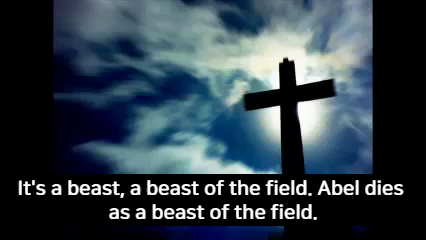 It's a beast, a beast of the field. Abel dies
as a beast of the field.